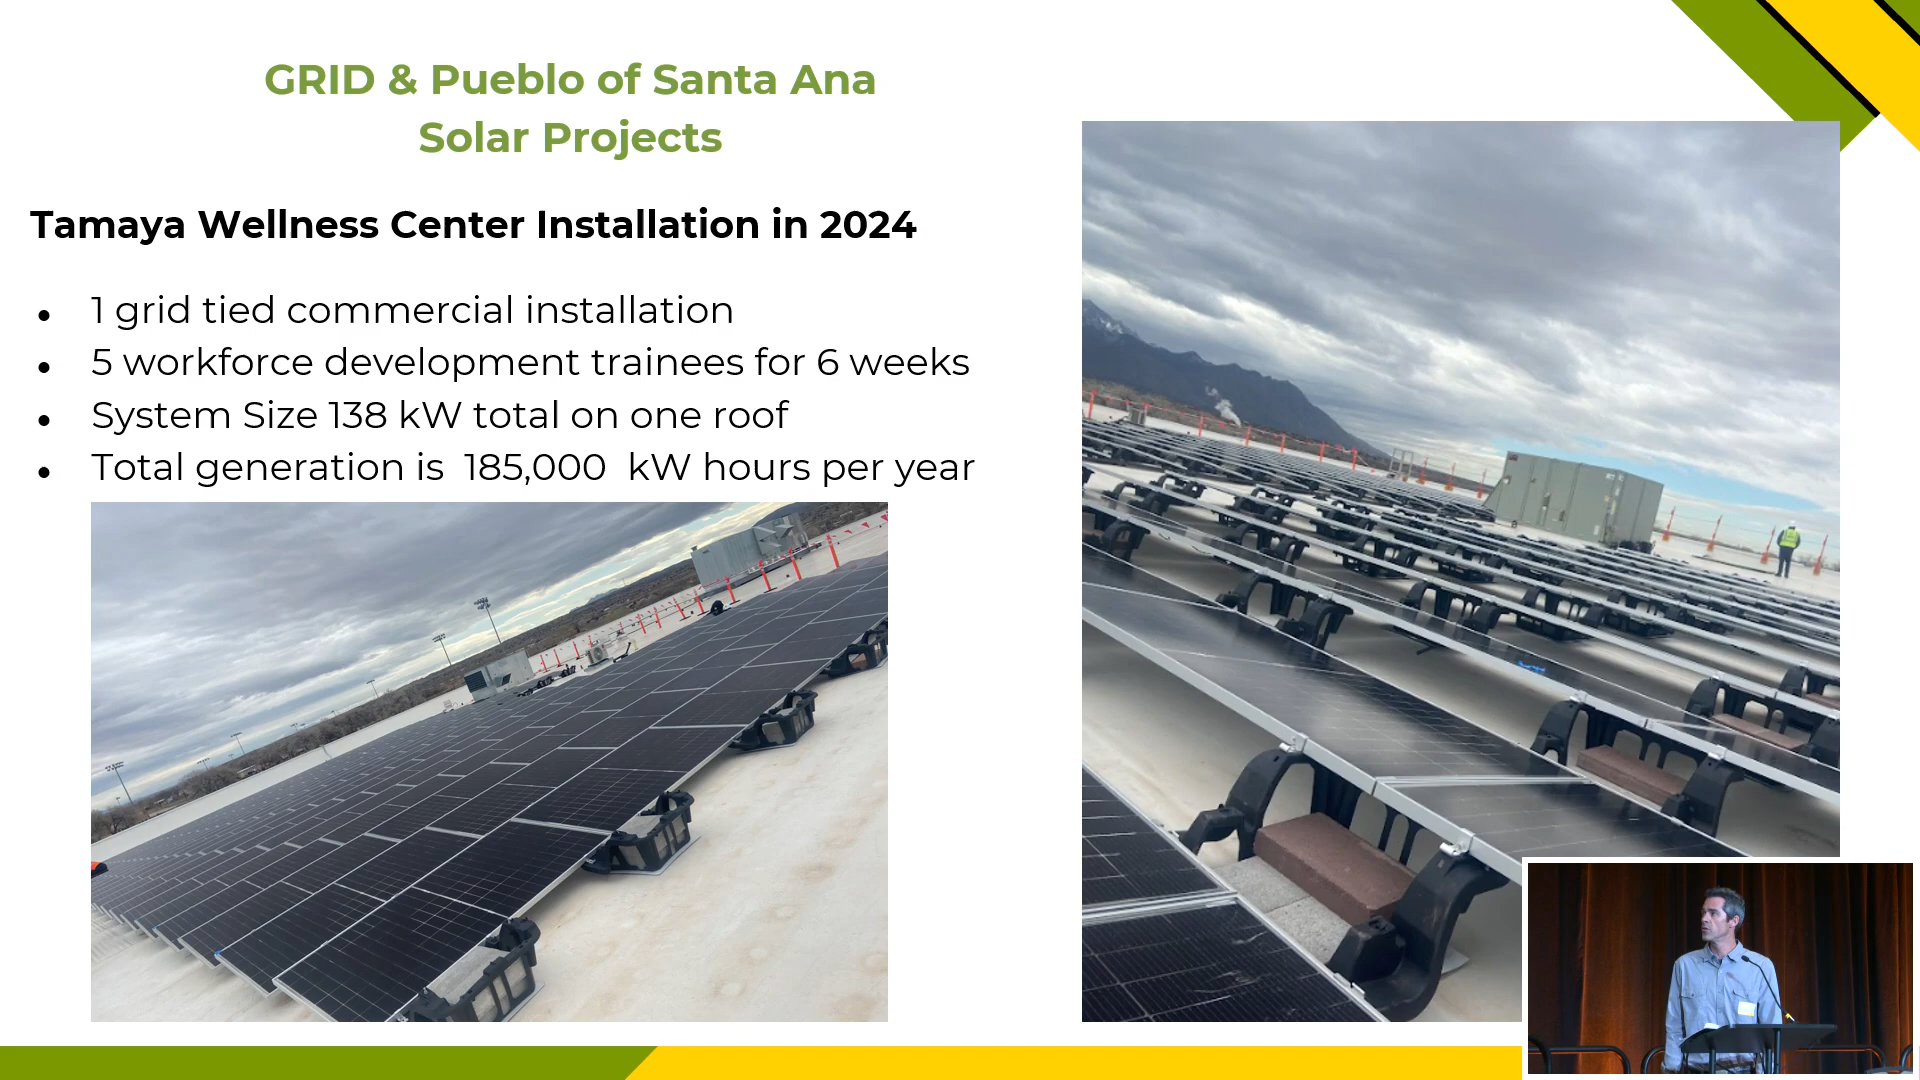 GRID & Pueblo of Santa Ana
Solar Projects
Tamaya Wellness Center Installation in 2024
• 1 grid tied commercial installation
• 5 workforce development trainees for 6 weeks
• System Size 138 kW total on one roof
• Total generation is  185,000  kW hours per year